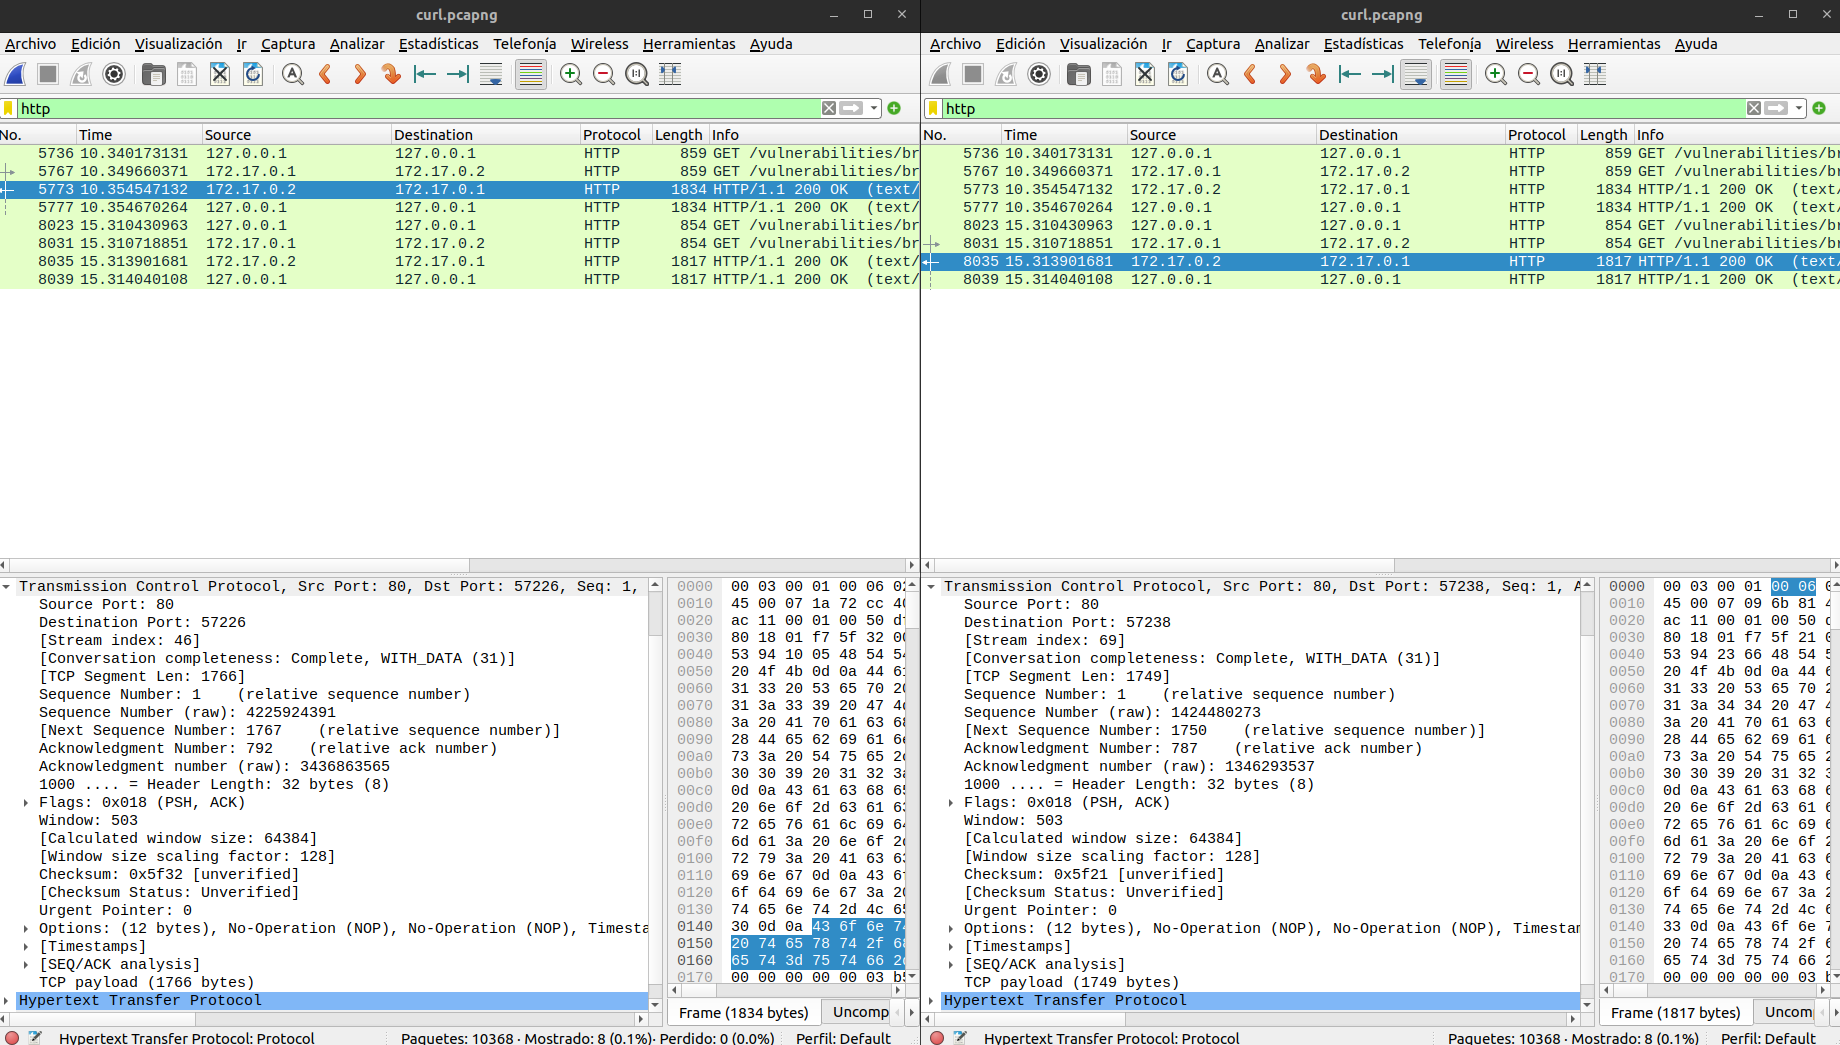 curl.pcapng
Archivo Edición Visualización Ir Captura Analizar Estadísticas Telefonía Wireless Herramientas Ayuda
http
No. Time Source Destination Protocol Length Info
5736 10.340173131 127.0.0.1 127.0.0.1 HTTP 859 GET /vulnerabilities/br
5767 10.349660371 172.17.0.1 172.17.0.2 HTTP 859 GET /vulnerabilities/br
5773 10.354547132 172.17.0.2 172.17.0.1 HTTP 1834 HTTP/1.1 200 OK (text/
5777 10.354670264 127.0.0.1 127.0.0.1 HTTP 1834 HTTP/1.1 200 OK (text/
8023 15.310430963 127.0.0.1 127.0.0.1 HTTP 854 GET /vulnerabilities/br
8031 15.310718851 172.17.0.1 172.17.0.2 HTTP 854 GET /vulnerabilities/br
8035 15.313901681 172.17.0.2 172.17.0.1 HTTP 1817 HTTP/1.1 200 OK (text/
8039 15.314040108 127.0.0.1 127.0.0.1 HTTP 1817 HTTP/1.1 200 OK (text/
Transmission Control Protocol, Src Port: 80, Dst Port: 57226, Seq: 1,
Source Port: 80
Destination Port: 57226
[Stream index: 46]
[Conversation completeness: Complete, WITH_DATA (31)]
[TCP Segment Len: 1766]
Sequence Number: 1 (relative sequence number)
Sequence Number (raw): 4225924391
[Next Sequence Number: 1767 (relative sequence number)]
Acknowledgment Number: 792 (relative ack number)
Acknowledgment number (raw): 3436863565
1000 .... = Header Length: 32 bytes (8)
Flags: 0x018 (PSH, ACK)
Window: 503
[Calculated window size: 64384]
[Window size scaling factor: 128]
Checksum: 0x5f32 [unverified]
[Checksum Status: Unverified]
Urgent Pointer: 0
Options: (12 bytes), No-Operation (NOP), No-Operation (NOP), Timesta
[Timestamps]
[SEQ/ACK analysis]
TCP payload (1766 bytes)
Hypertext Transfer Protocol
0000 00 03 00 01 00 06 02
0010 45 00 07 1a 72 cc 40
0020 ac 11 00 01 00 50 df
0030 80 18 01 f7 5f 32 00
0040 53 94 10 05 48 54 54
0050 20 4f 4b 0d 0a 44 61
0060 31 33 20 53 65 70 20
0070 31 3a 33 39 20 47 4d
0080 3a 20 41 70 61 63 68
0090 28 44 65 62 69 61 6e
00a0 73 3a 20 54 75 65 2c
00b0 30 30 39 20 31 32 3a
00c0 0d 0a 43 61 63 68 65
00d0 20 6e 6f 2d 63 61 63
00e0 72 65 76 61 6c 69 64
00f0 6d 61 3a 20 6e 6f 2d
0100 72 79 3a 20 41 63 63
0110 69 6e 67 0d 0a 43 6f
0120 6f 64 69 6e 67 3a 20
0130 74 65 6e 74 2d 4c 65
0140 30 0d 0a 43 6f 6e 74
0150 20 74 65 78 74 2f 68
0160 65 74 3d 75 74 66 2d
0170 00 00 00 00 00 03 b5
Frame (1834 bytes) Uncomp
Hypertext Transfer Protocol: Protocol Paquetes: 10368 · Mostrado: 8 (0.1%)· Perdido: 0 (0.0%) Perfil: Default
curl.pcapng
Archivo Edición Visualización Ir Captura Analizar Estadísticas Telefonía Wireless Herramientas Ayuda
http
No. Time Source Destination Protocol Length Info
5736 10.340173131 127.0.0.1 127.0.0.1 HTTP 859 GET /vulnerabilities/br
5767 10.349660371 172.17.0.1 172.17.0.2 HTTP 859 GET /vulnerabilities/br
5773 10.354547132 172.17.0.2 172.17.0.1 HTTP 1834 HTTP/1.1 200 OK (text/
5777 10.354670264 127.0.0.1 127.0.0.1 HTTP 1834 HTTP/1.1 200 OK (text/
8023 15.310430963 127.0.0.1 127.0.0.1 HTTP 854 GET /vulnerabilities/br
8031 15.310718851 172.17.0.1 172.17.0.2 HTTP 854 GET /vulnerabilities/br
8035 15.313901681 172.17.0.2 172.17.0.1 HTTP 1817 HTTP/1.1 200 OK (text/
8039 15.314040108 127.0.0.1 127.0.0.1 HTTP 1817 HTTP/1.1 200 OK (text/
Transmission Control Protocol, Src Port: 80, Dst Port: 57238, Seq: 1, A
Source Port: 80
Destination Port: 57238
[Stream index: 69]
[Conversation completeness: Complete, WITH_DATA (31)]
[TCP Segment Len: 1749]
Sequence Number: 1 (relative sequence number)
Sequence Number (raw): 1424480273
[Next Sequence Number: 1750 (relative sequence number)]
Acknowledgment Number: 787 (relative ack number)
Acknowledgment number (raw): 1346293537
1000 .... = Header Length: 32 bytes (8)
Flags: 0x018 (PSH, ACK)
Window: 503
[Calculated window size: 64384]
[Window size scaling factor: 128]
Checksum: 0x5f21 [unverified]
[Checksum Status: Unverified]
Urgent Pointer: 0
Options: (12 bytes), No-Operation (NOP), No-Operation (NOP), Timestam
[Timestamps]
[SEQ/ACK analysis]
TCP payload (1749 bytes)
Hypertext Transfer Protocol
0000 00 03 00 01 00 06
0010 45 00 07 09 6b 81
0020 ac 11 00 01 00 50
0030 80 18 01 f7 5f 21
0040 53 94 23 66 48 54
0050 20 4f 4b 0d 0a 44
0060 31 33 20 53 65 70
0070 31 3a 34 34 20 47
0080 3a 20 41 70 61 63
0090 28 44 65 62 69 61
00a0 73 3a 20 54 75 65
00b0 30 30 39 20 31 32
00c0 0d 0a 43 61 63 68
00d0 20 6e 6f 2d 63 61
00e0 72 65 76 61 6c 69
00f0 6d 61 3a 20 6e 6f
0100 72 79 3a 20 41 63
0110 69 6e 67 0d 0a 43
0120 6f 64 69 6e 67 3a
0130 74 65 6e 74 2d 4c
0140 33 0d 0a 43 6f 6e
0150 20 74 65 78 74 2f
0160 65 74 3d 75 74 66
0170 00 00 00 00 00 03
Frame (1817 bytes) Uncom
Hypertext Transfer Protocol: Protocol Paquetes: 10368 · Mostrado: 8 (0.1%) Perfil: Default